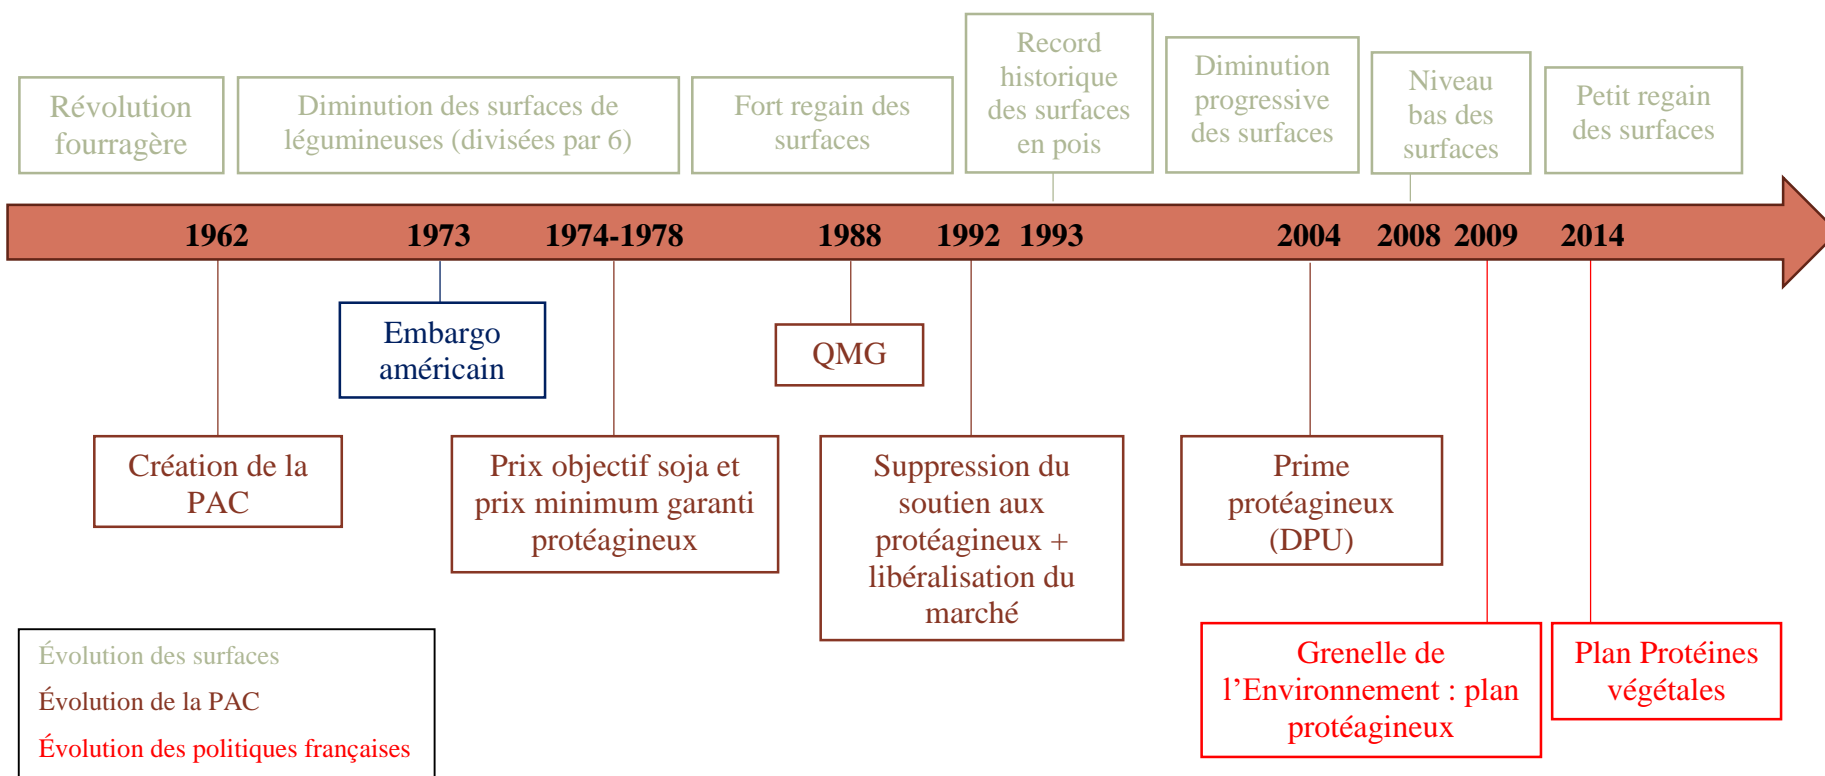 Révolution
fourragère
Diminution des surfaces de
légumineuses (divisées par 6)
Fort regain des
surfaces
Record
historique
des surfaces
en pois
Diminution
progressive
des surfaces
Niveau
bas des
surfaces
Petit regain
des surfaces
1962 1973 1974-1978 1988 1992 1993 2004 2008 2009 2014
Embargo
américain
QMG
Création de la
PAC
Prix objectif soja et
prix minimum garanti
protéagineux
Suppression du
soutien aux
protéagineux +
libéralisation du
marché
Prime
protéagineux
(DPU)
Grenelle de
l’Environnement : plan
protéagineux
Plan Protéines
végétales
Évolution des surfaces
Évolution de la PAC
Évolution des politiques françaises